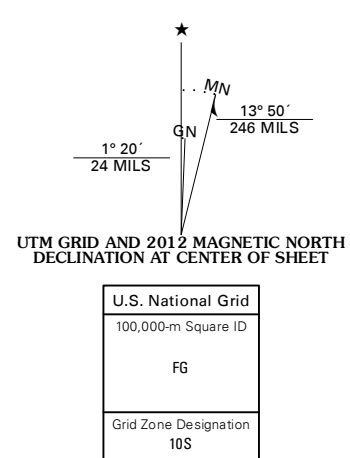 ★
MN
GN
13° 50´
246 MILS
1° 20´
24 MILS
UTM GRID AND 2012 MAGNETIC NORTH
DECLINATION AT CENTER OF SHEET
U.S. National Grid
100,000-m Square ID
FG
Grid Zone Designation
10S